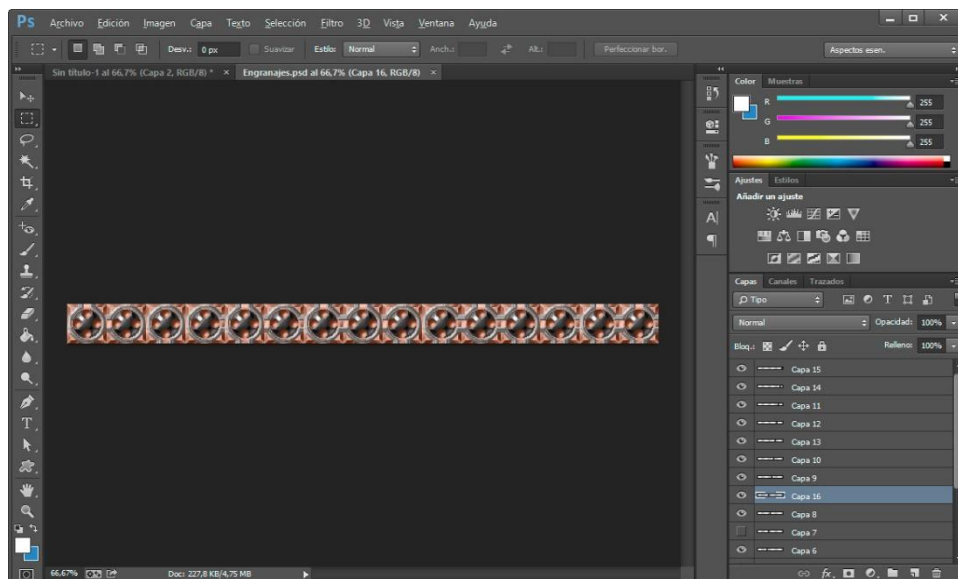 Ps Archivo Edición Imagen Capa Texto Selección Filtro 3D Vista Ventana Ayuda
Desv.: 0 px Suavizar Estilo: Normal Anch.: Alt.: Perfeccionar bor. Aspectos esen.
Sin título-1 al 66,7% (Capa 2, RGB/8) * × Engranajes.psd al 66,7% (Capa 16, RGB/8) ×
Color Muestras
R 255
G 255
B 255
Ajustes Estilos
Añadir un ajuste
Capas Canales Trazados
Tipo
Normal Opacidad: 100%
Bloq.: Relleno: 100%
Capa 15
Capa 14
Capa 11
Capa 12
Capa 13
Capa 10
Capa 9
Capa 16
Capa 8
Capa 7
Capa 6
66,67% Doc: 227,8 KB/4,75 MB